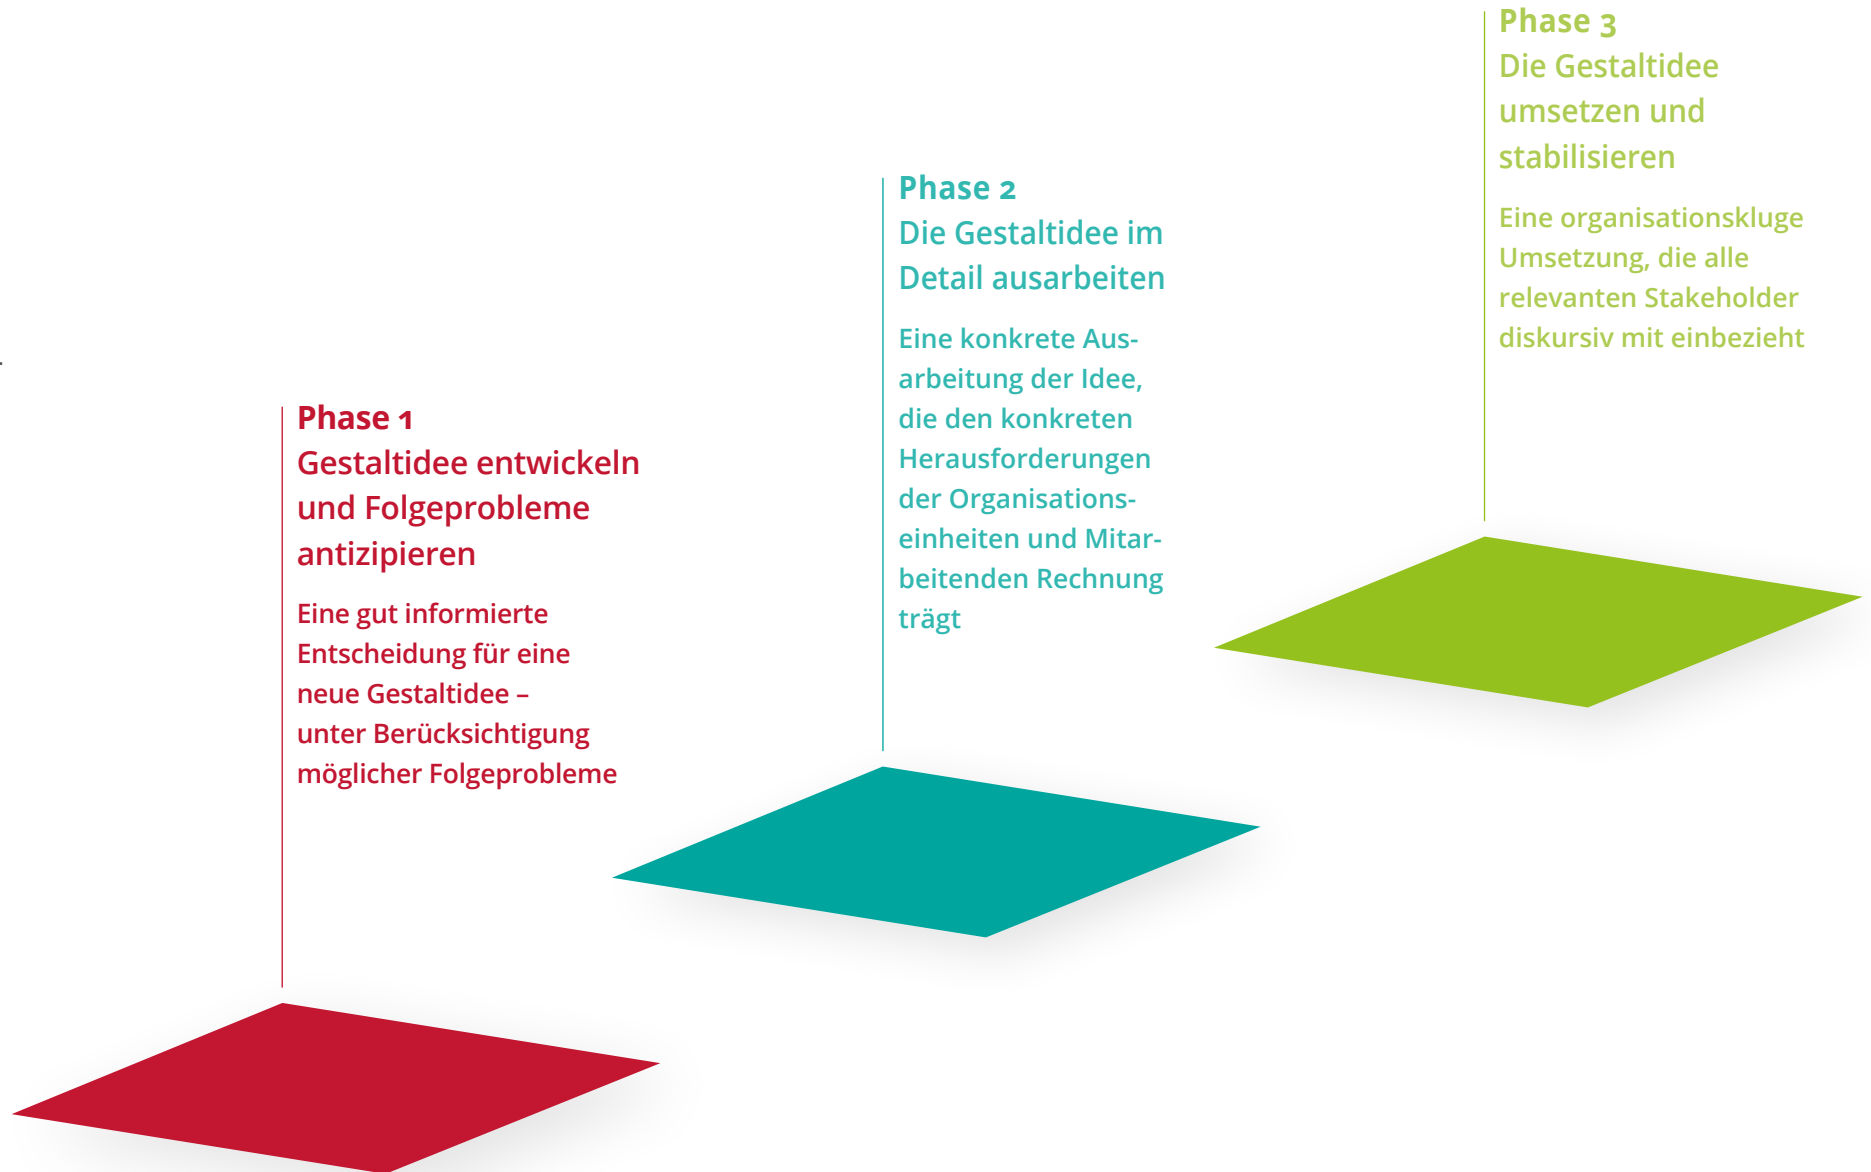 Phase 1
Gestaltidee entwickeln
und Folgeprobleme
antizipieren
Eine gut informierte
Entscheidung für eine
neue Gestaltidee –
unter Berücksichtigung
möglicher Folgeprobleme
Phase 2
Die Gestaltidee im
Detail ausarbeiten
Eine konkrete Aus-
arbeitung der Idee,
die den konkreten
Herausforderungen
der Organisations-
einheiten und Mitar-
beitenden Rechnung
trägt
Phase 3
Die Gestaltidee
umsetzen und
stabilisieren
Eine organisationskluge
Umsetzung, die alle
relevanten Stakeholder
diskursiv mit einbezieht